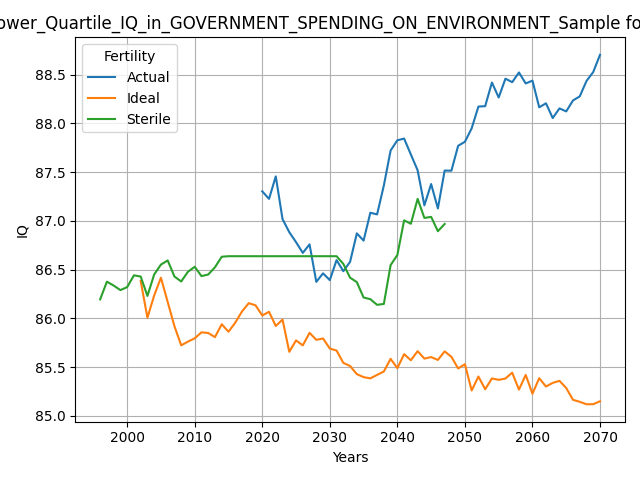 ower_Quartile_IQ_in_GOVERNMENT_SPENDING_ON_ENVIRONMENT_Sample fo
Fertility
Actual
Ideal
Sterile
88.5
88.0
87.5
87.0
86.5
86.0
85.5
85.0
IQ
2000 2010 2020 2030 2040 2050 2060 2070
Years